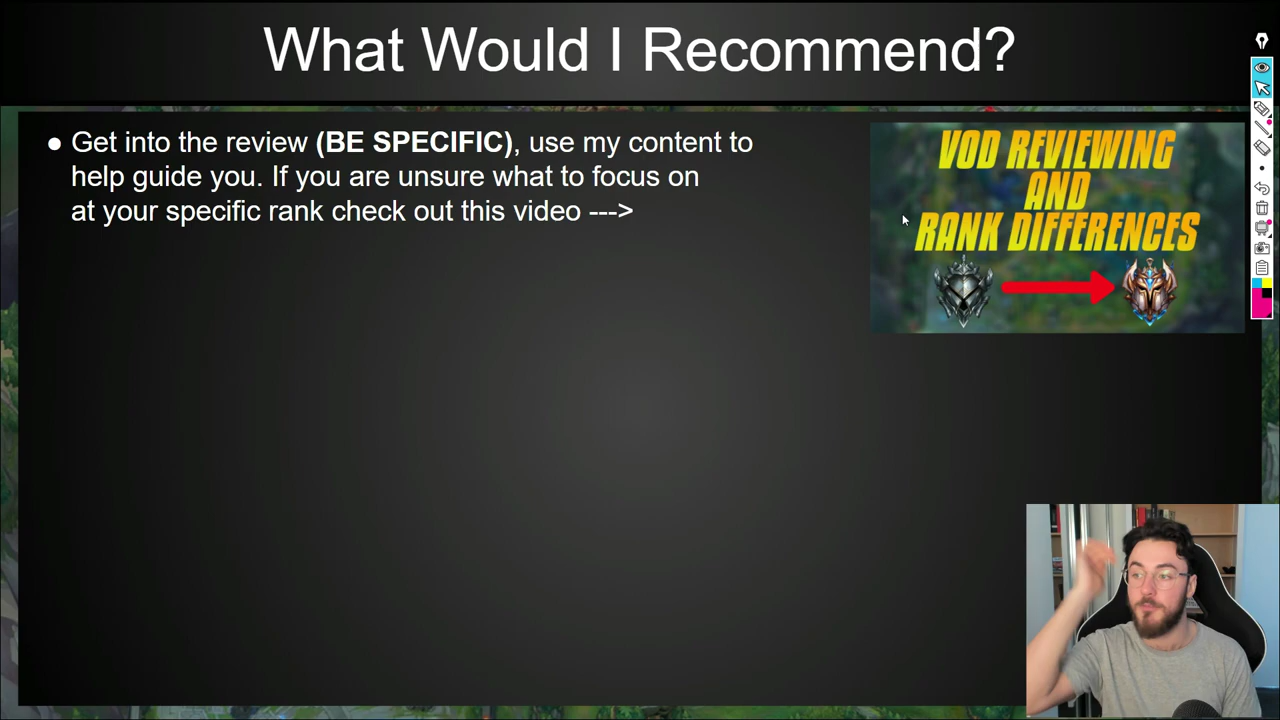 What Would I Recommend?
● Get into the review (BE SPECIFIC), use my content to
help guide you. If you are unsure what to focus on
at your specific rank check out this video --->
VOD REVIEWING
AND
RANK DIFFERENCES